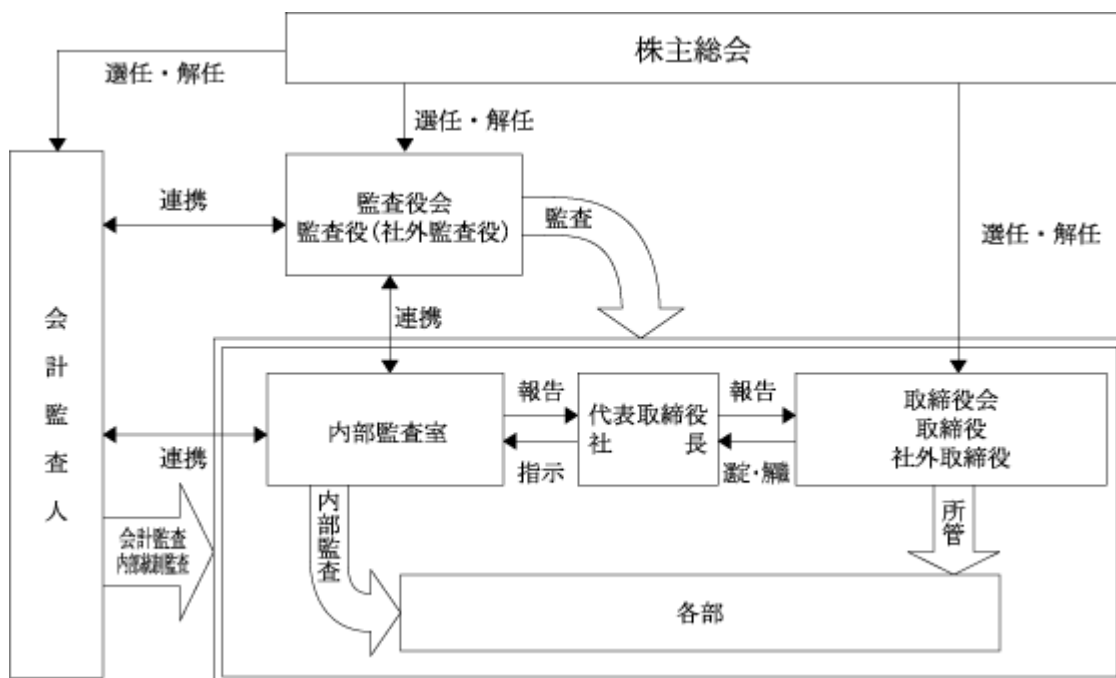 株主総会
選任・解任
選任・解任
監査役会
監査役(社外監査役)
連携
監査
選任・解任
会計監査人
連携
内部監査室
報告
指示
代表取締役
社長
報告
選定・解職
取締役会
取締役
社外取締役
連携
会計監査
内部統制監査
内部監査
所管
各部